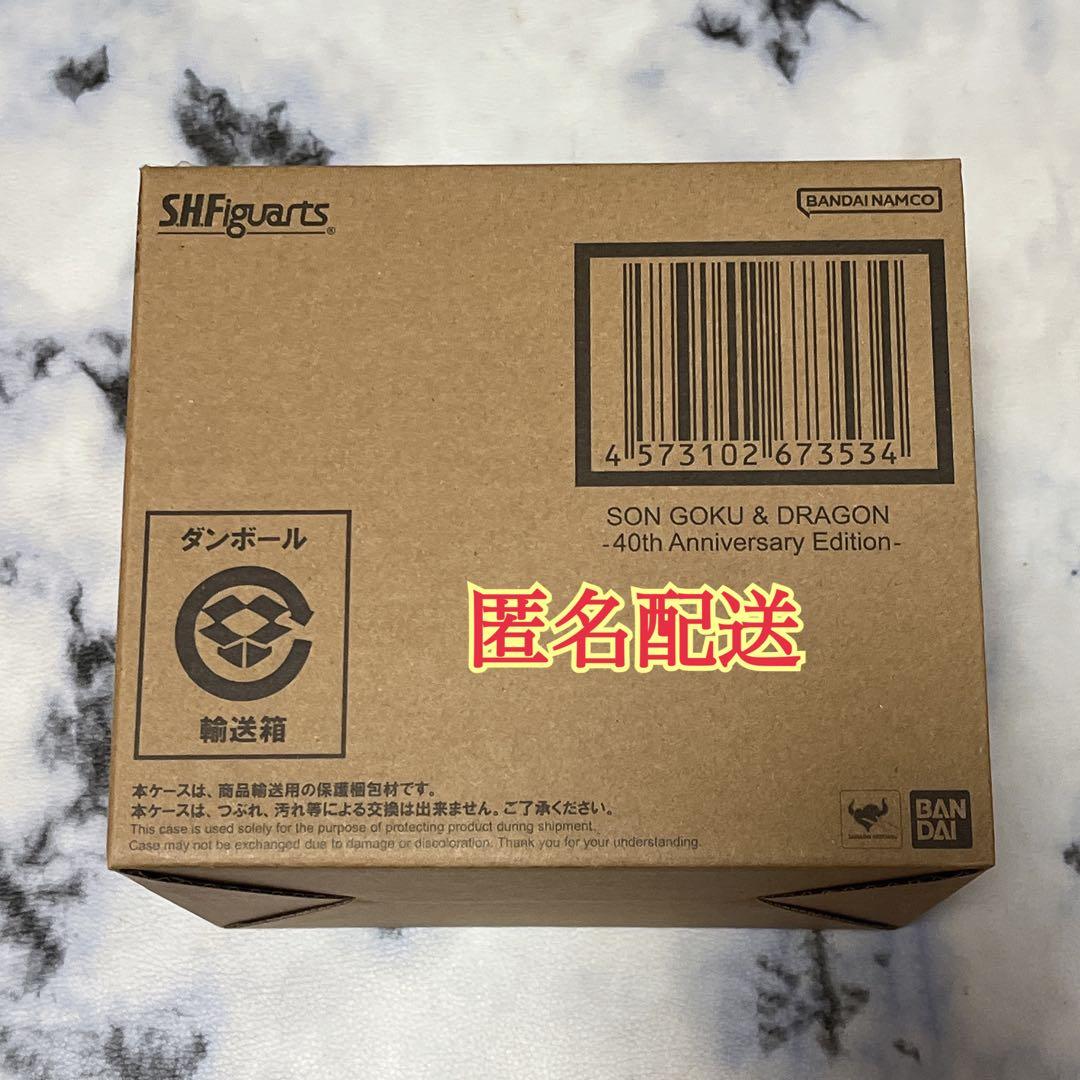 S.H.Figuarts®
BANDAI NAMCO
4 573102 673534
SON GOKU & DRAGON
-40th Anniversary Edition-
匿名配送
ダンボール
輸送箱
本ケースは、商品輸送用の保護梱包材です。
本ケースは、つぶれ、汚れ等による交換は出来ません。ご了承ください。
This case is used solely for the purpose of protecting product during shipment.
Case may not be exchanged due to damage or discoloration. Thank you for your understanding.
BAN
DAI